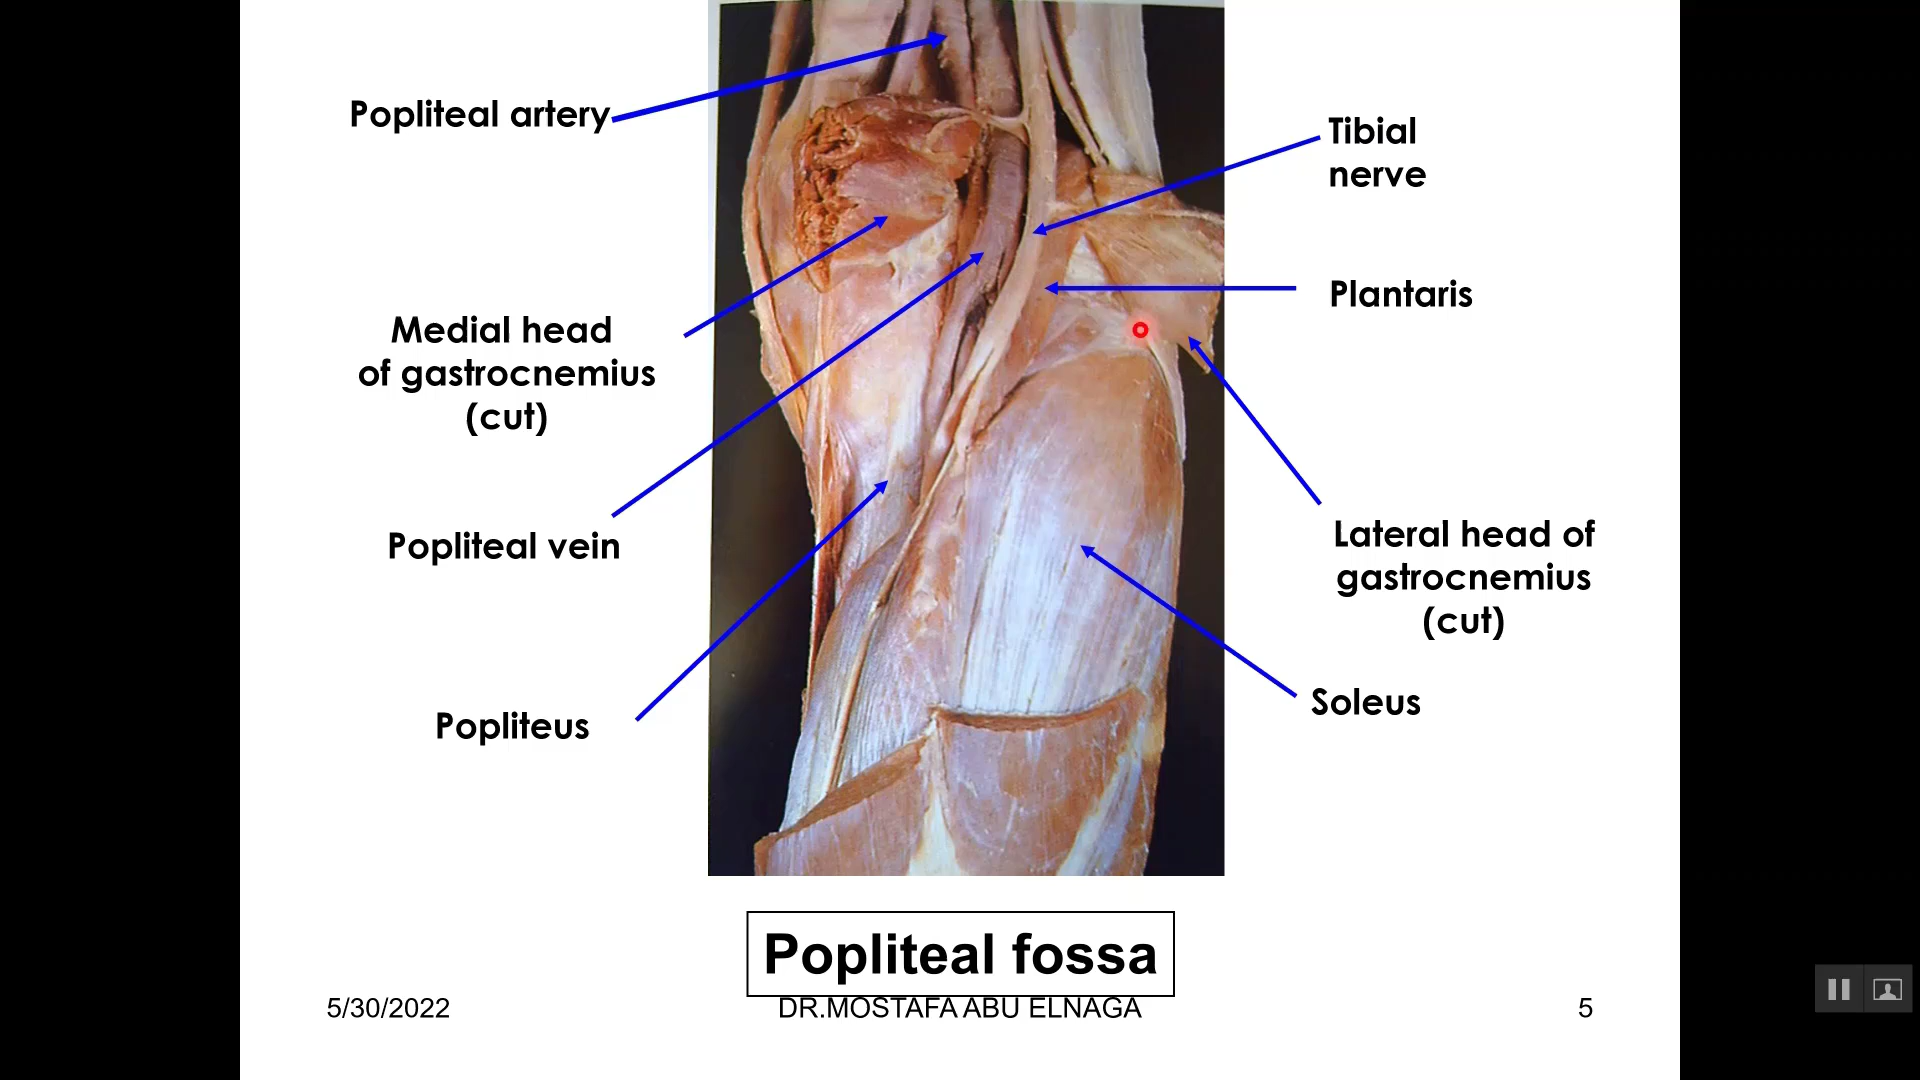 Popliteal artery
Tibial
nerve
Plantaris
Medial head
of gastrocnemius
(cut)
Popliteal vein
Lateral head of
gastrocnemius
(cut)
Soleus
Popliteus
Popliteal fossa
5/30/2022
DR.MOSTAFA ABU ELNAGA
5